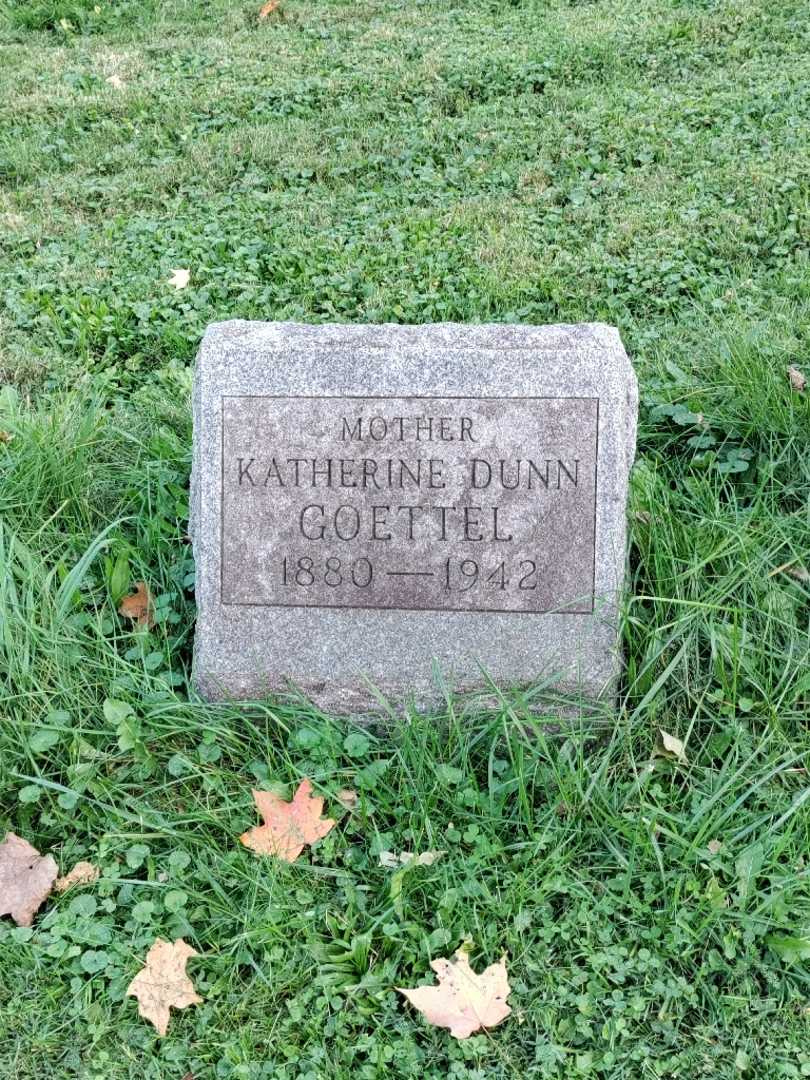 MOTHER
KATHERINE DUNN
GOETTEL
1880—1942